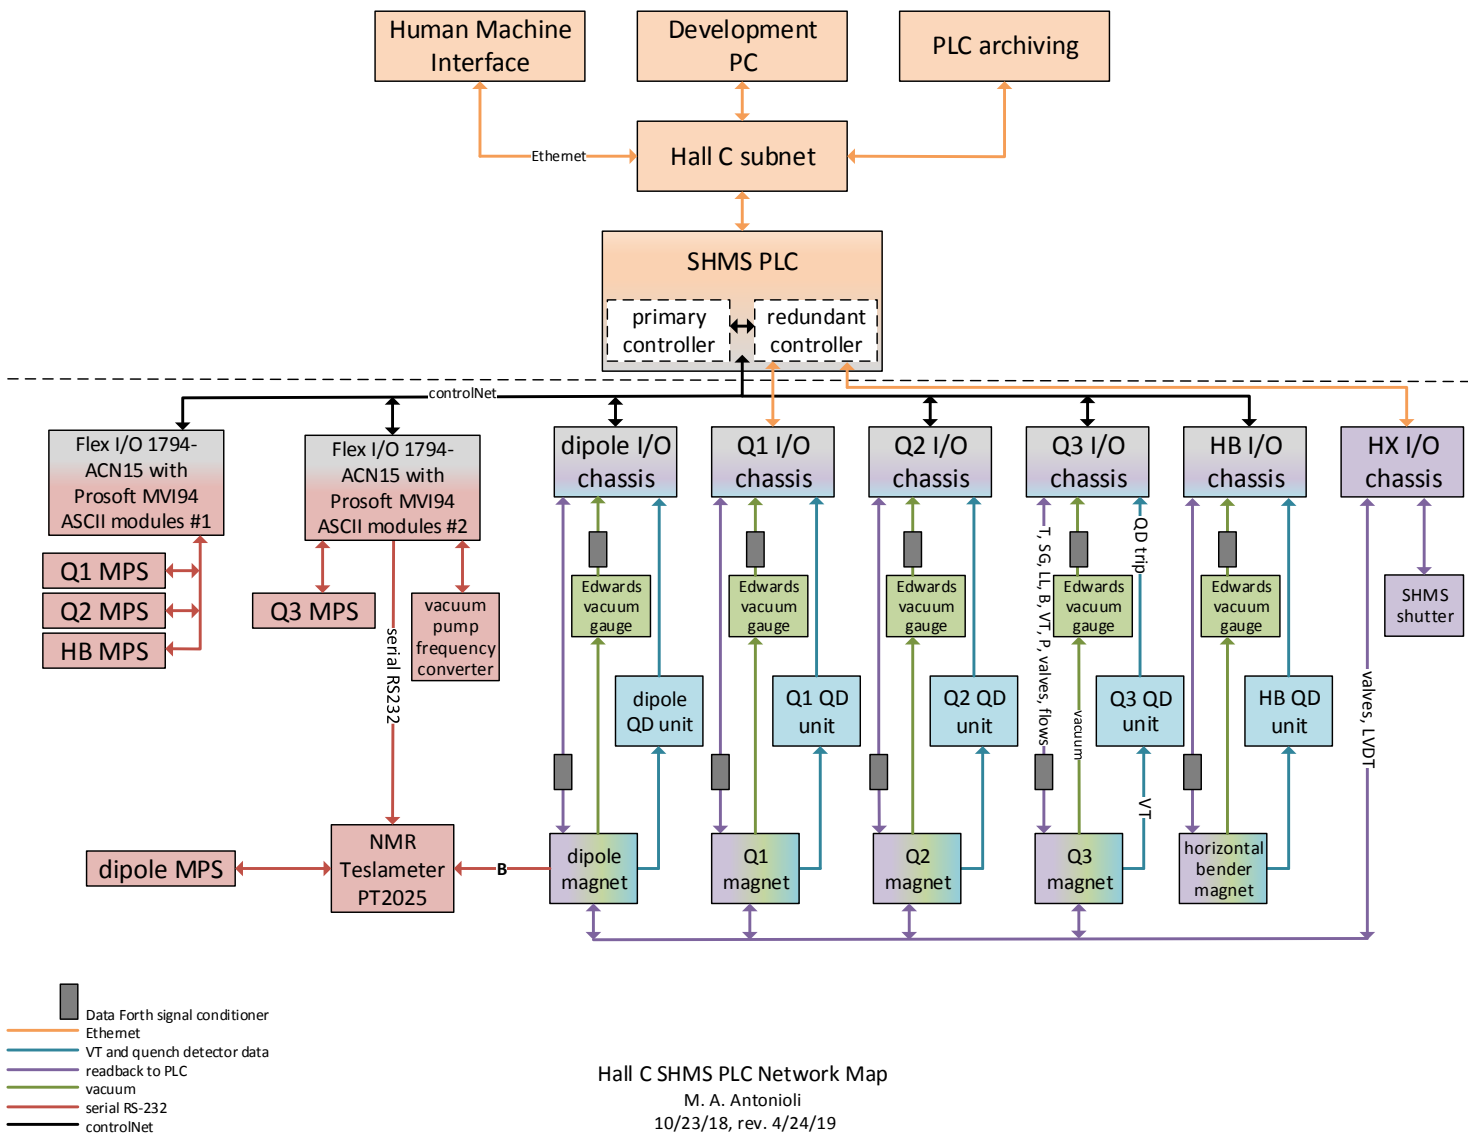 Human Machine
Interface
Development
PC
PLC archiving
Ethernet
Hall C subnet
SHMS PLC
primary
controller
redundant
controller
controlNet
Flex I/O 1794-
ACN15 with
Prosoft MVI94
ASCII modules #1
Flex I/O 1794-
ACN15 with
Prosoft MVI94
ASCII modules #2
dipole I/O
chassis
Q1 I/O
chassis
Q2 I/O
chassis
Q3 I/O
chassis
HB I/O
chassis
HX I/O
chassis
Q1 MPS
Q2 MPS
HB MPS
Q3 MPS
vacuum
pump
frequency
converter
serial RS232
Edwards
vacuum
gauge
Edwards
vacuum
gauge
Edwards
vacuum
gauge
T, SG, LL, B, VT, P, valves, flows
Edwards
vacuum
gauge
QD trip
Edwards
vacuum
gauge
SHMS
shutter
dipole
QD unit
Q1 QD
unit
Q2 QD
unit
vacuum
Q3 QD
unit
HB QD
unit
valves, LVDT
VT
dipole MPS
NMR
Teslameter
PT2025
B
dipole
magnet
Q1
magnet
Q2
magnet
Q3
magnet
horizontal
bender
magnet
Data Forth signal conditioner
Ethernet
VT and quench detector data
readback to PLC
vacuum
serial RS-232
controlNet
Hall C SHMS PLC Network Map
M. A. Antonioli
10/23/18, rev. 4/24/19